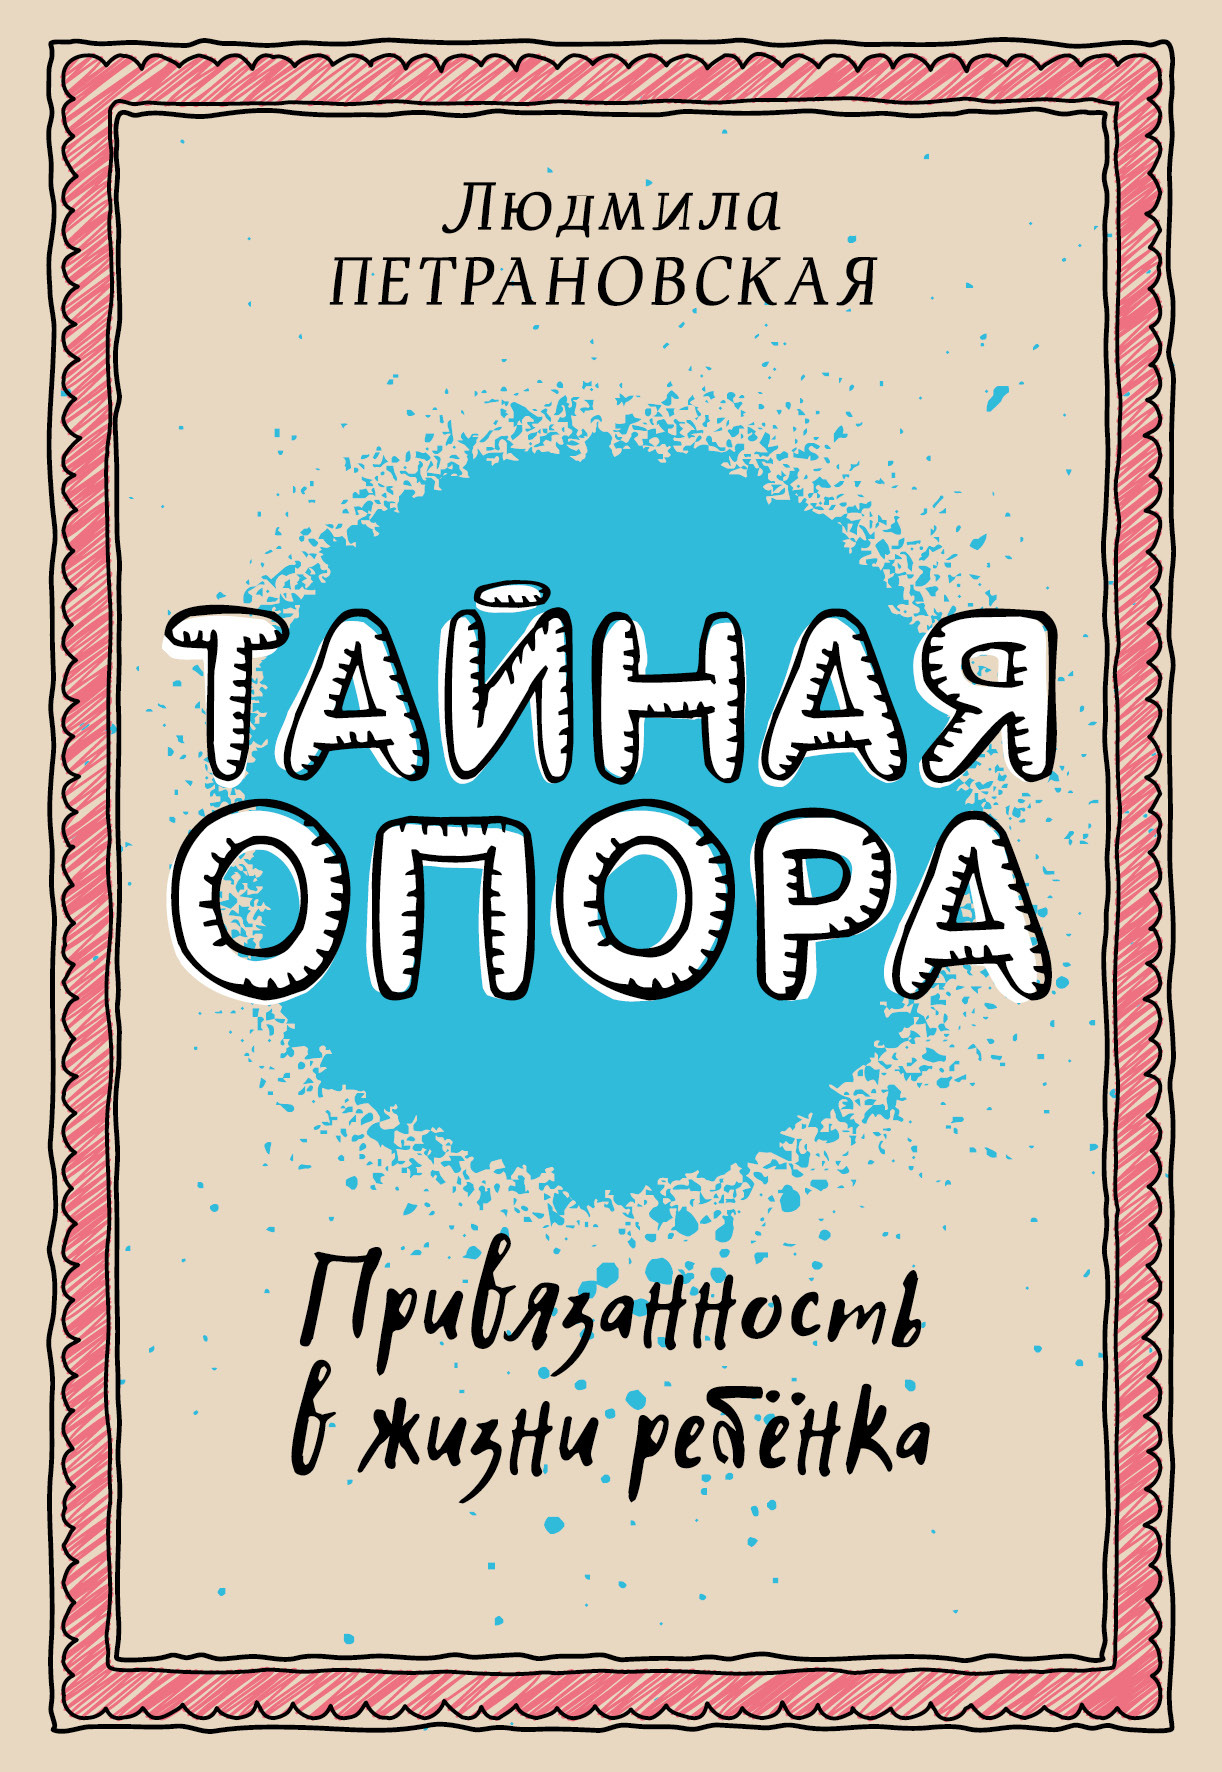 Людмила
ПЕТРАНОВСКАЯ
ТАЙНАЯ
ОПОРА
Привязанность
в жизни ребёнка